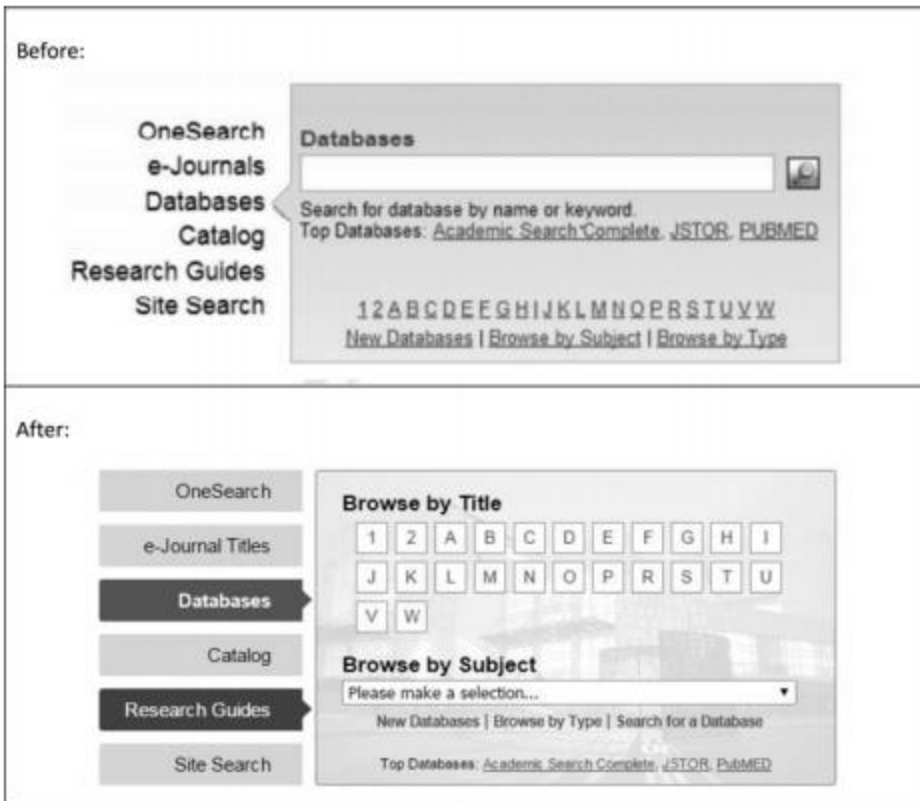 Before:
OneSearch
e-Journals
Databases
Catalog
Research Guides
Site Search
Databases
Search for database by name or keyword.
Top Databases: Academic Search Complete, JSTOR, PUBMED
1 2 A B C D E F G H I J K L M N O P R S T U V W
New Databases | Browse by Subject | Browse by Type
After:
OneSearch
e-Journal Titles
Databases
Catalog
Research Guides
Site Search
Browse by Title
1 2 A B C D E F G H I
J K L M N O P R S T U
V W
Browse by Subject
Please make a selection...
New Databases | Browse by Type | Search for a Database
Top Databases: Academic Search Complete, JSTOR, PubMED